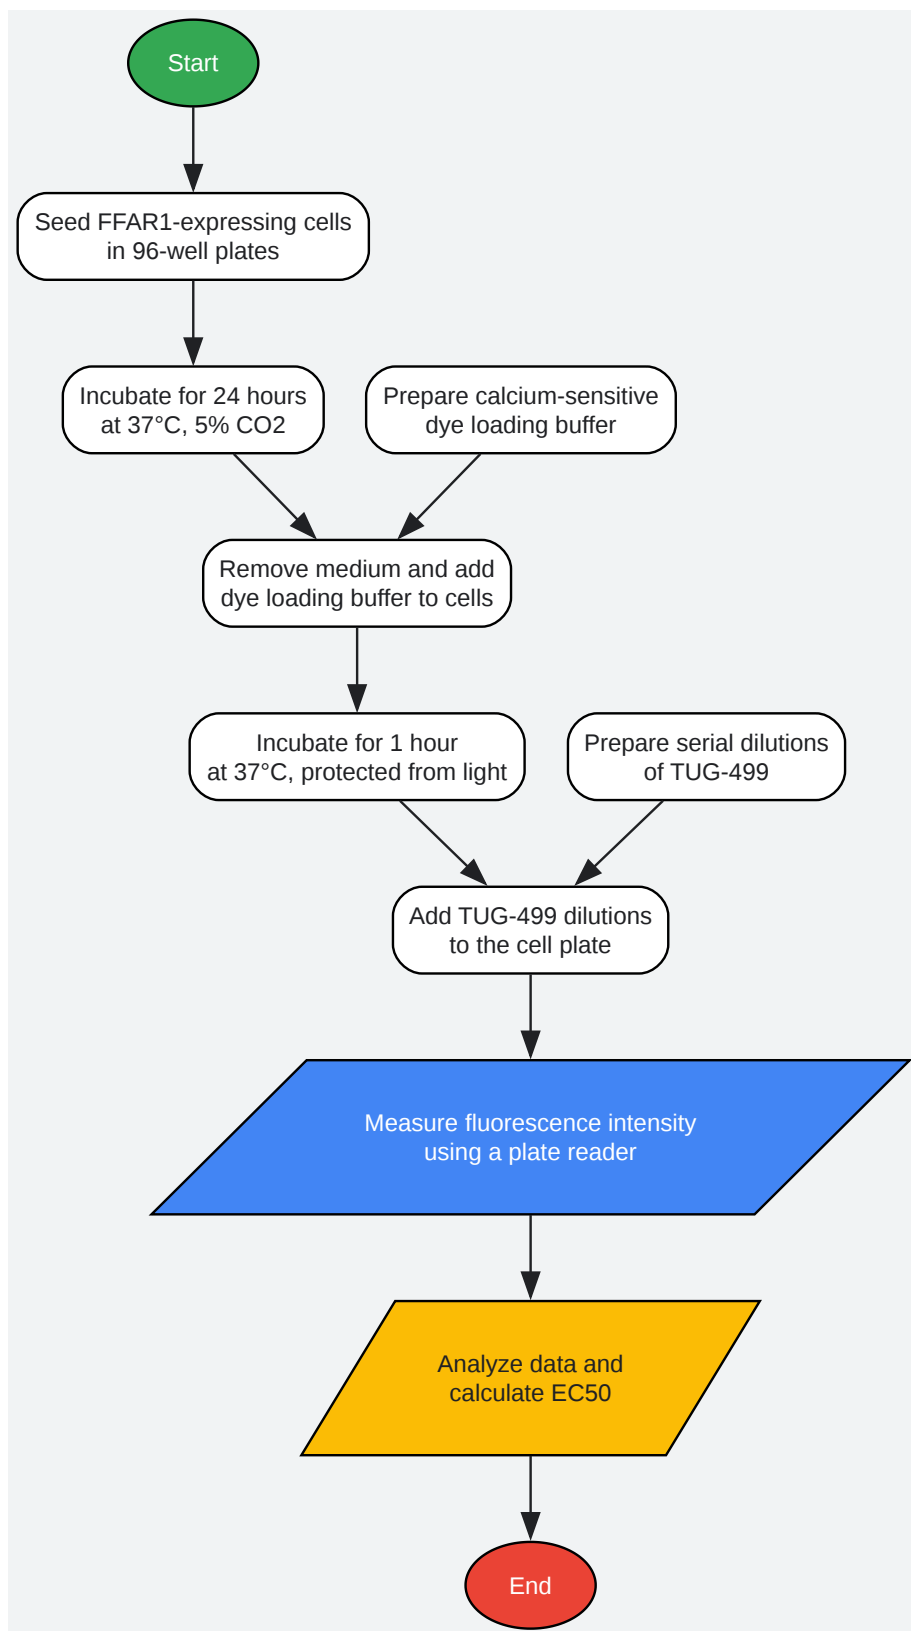 Start
Seed FFAR1-expressing cells
in 96-well plates
Incubate for 24 hours
at 37°C, 5% CO2
Prepare calcium-sensitive
dye loading buffer
Remove medium and add
dye loading buffer to cells
Incubate for 1 hour
at 37°C, protected from light
Prepare serial dilutions
of TUG-499
Add TUG-499 dilutions
to the cell plate
Measure fluorescence intensity
using a plate reader
Analyze data and
calculate EC50
End